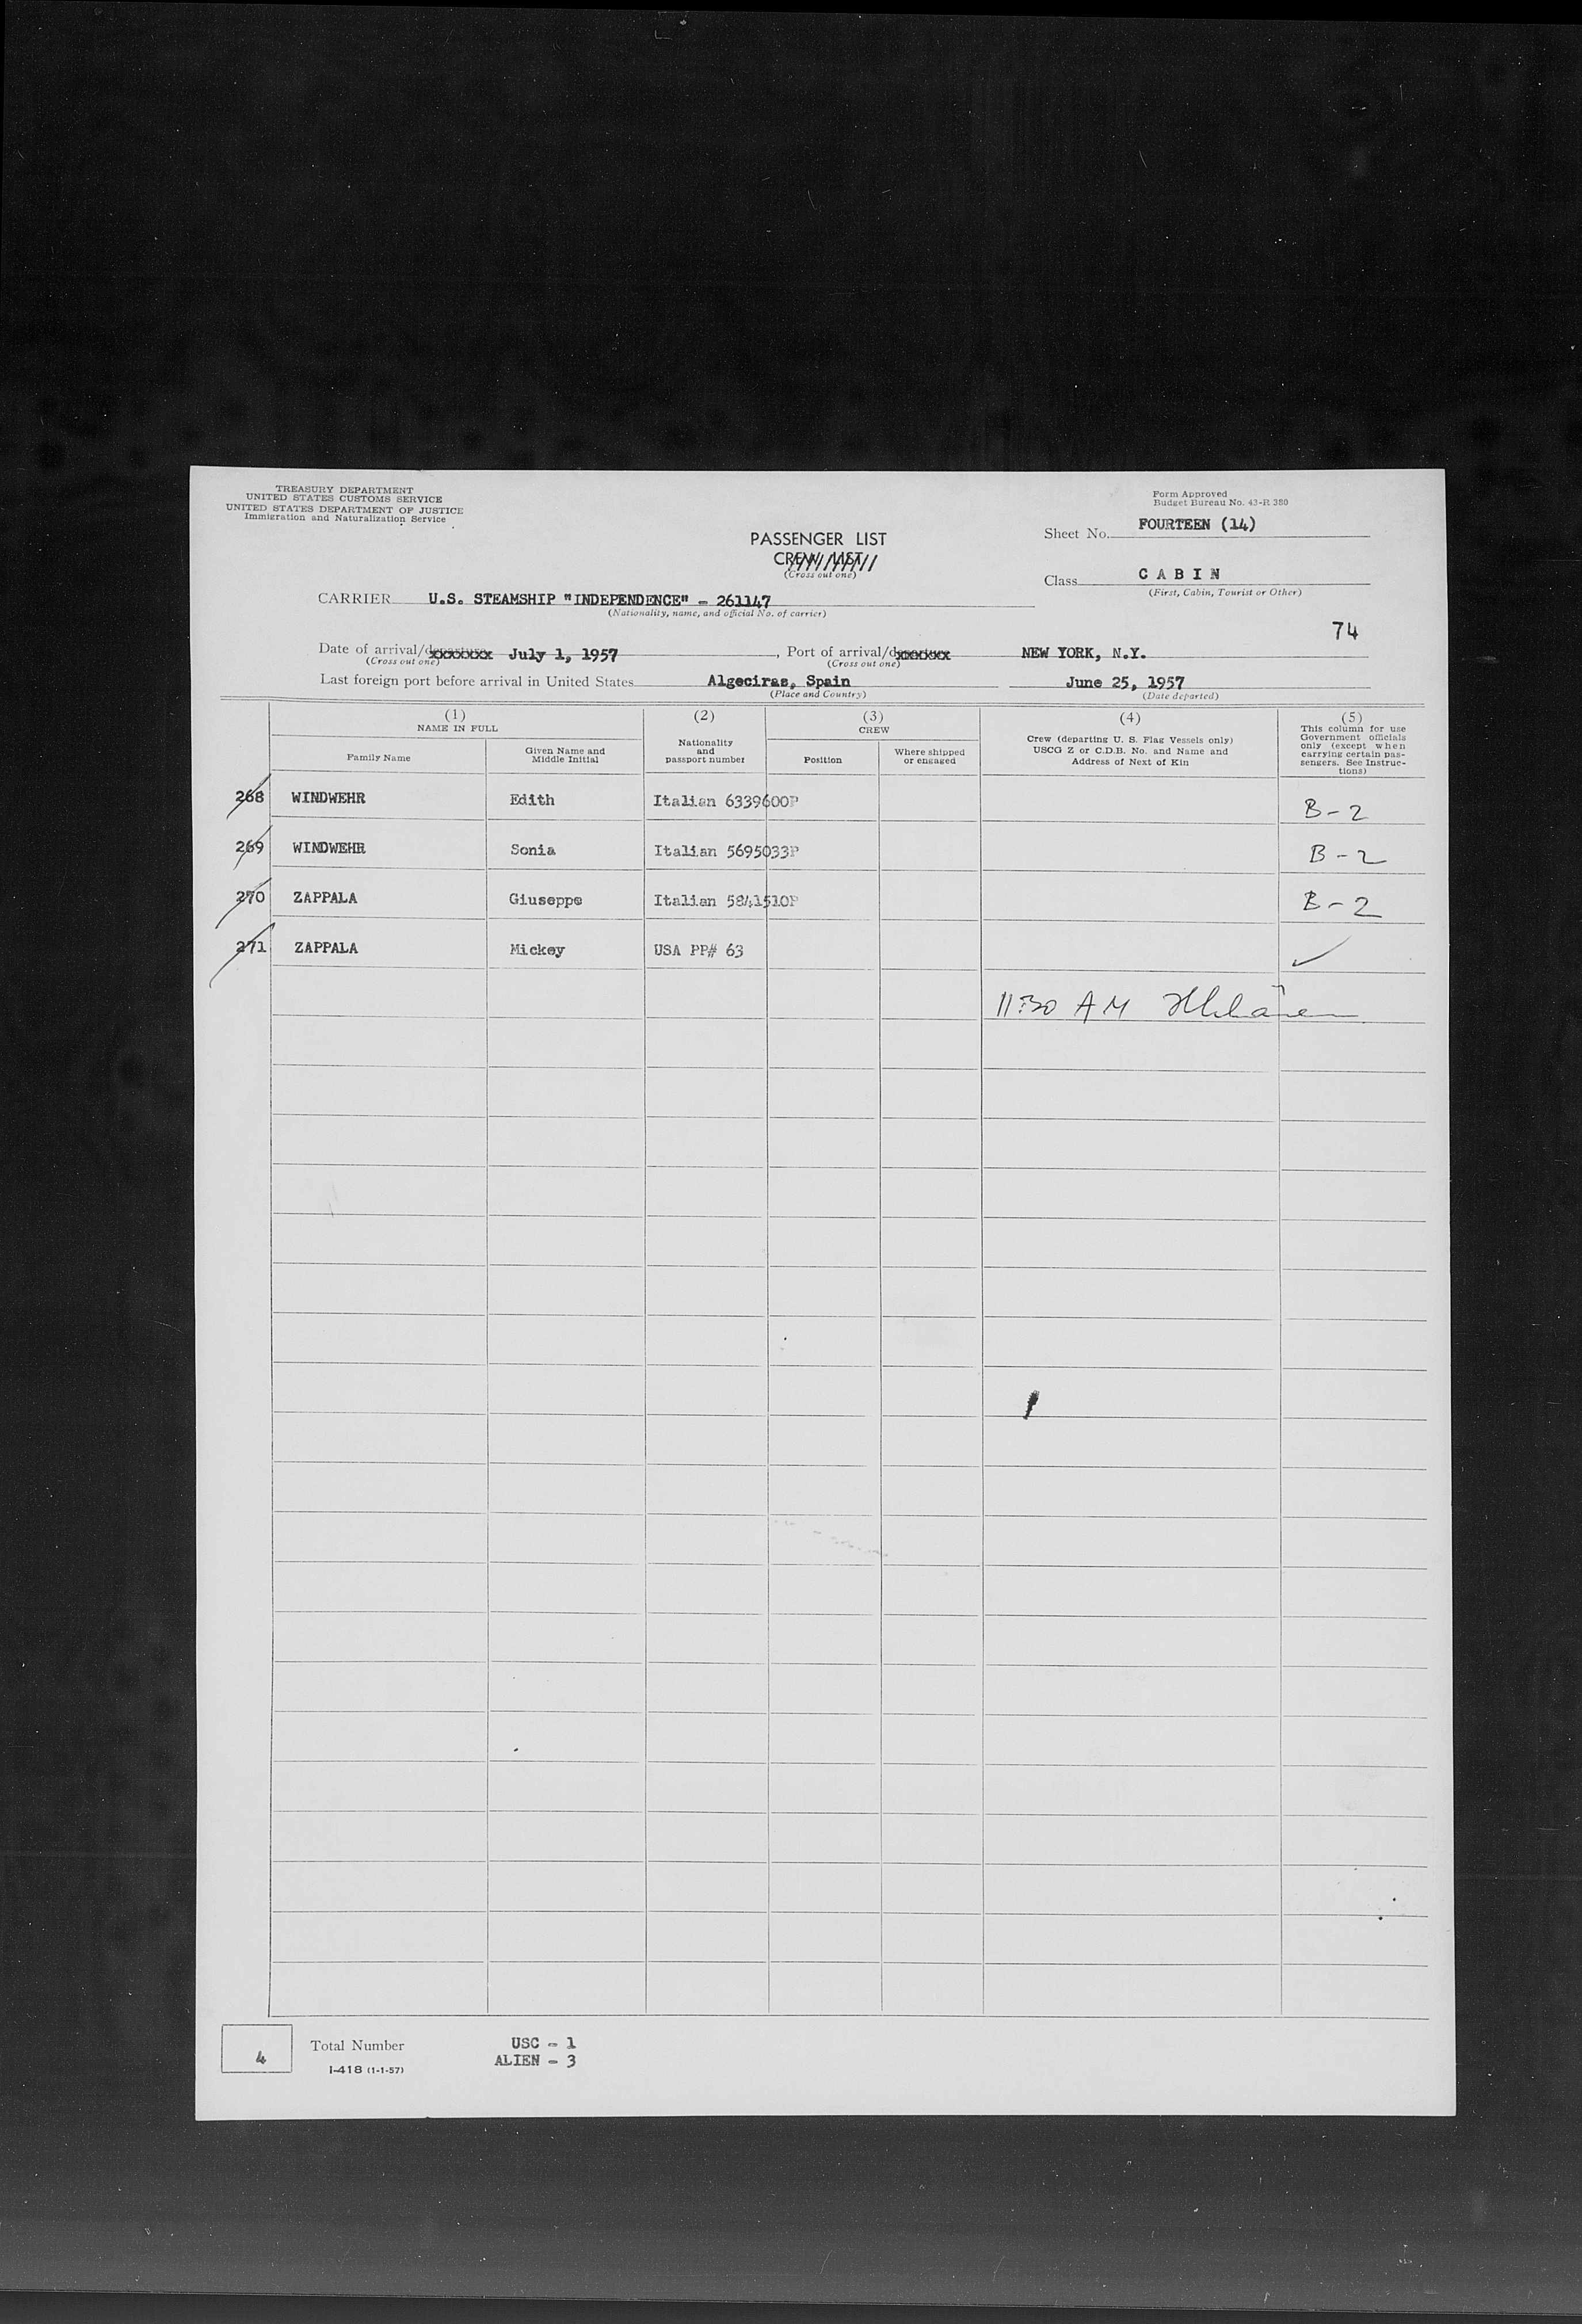 TREASURY DEPARTMENT
UNITED STATES CUSTOMS SERVICE
UNITED STATES DEPARTMENT OF JUSTICE
Immigration and Naturalization Service
Form Approved
Budget Bureau No. 43-R 380
PASSENGER LIST
CREW LIST
(Cross out one)
Sheet No. FOURTEEN (14)
Class CABIN
(First, Cabin, Tourist or Other)
CARRIER U.S. STEAMSHIP "INDEPENDENCE" - 261147
(Nationality, name, and official No. of carrier)
74
Date of arrival/departure July 1, 1957, Port of arrival/dxxxxxxx NEW YORK, N.Y.
(Cross out one) (Cross out one)
Last foreign port before arrival in United States Algeciras, Spain June 25, 1957
(Place and Country) (Date departed)
(1) (2) (3) (4) (5)
NAME IN FULL
Family Name
Given Name and
Middle Initial
Nationality
and
passport number
CREW
Position
Where shipped
or engaged
Crew (departing U. S. Flag Vessels only)
USCG Z or C.D.B. No. and Name and
Address of Next of Kin
This column for use
Government officials
only (except when
carrying certain pas-
sengers. See Instruc-
tions)
268 WINDWEHR Edith Italian 6339600P B-2
269 WINDWEHR Sonia Italian 5695033P B-2
270 ZAPPALA Giuseppe Italian 5841510P B-2
271 ZAPPALA Mickey USA PP# 63 ✓
11:30 AM
4 Total Number USC - 1
I-418 (1-1-57) ALIEN - 3